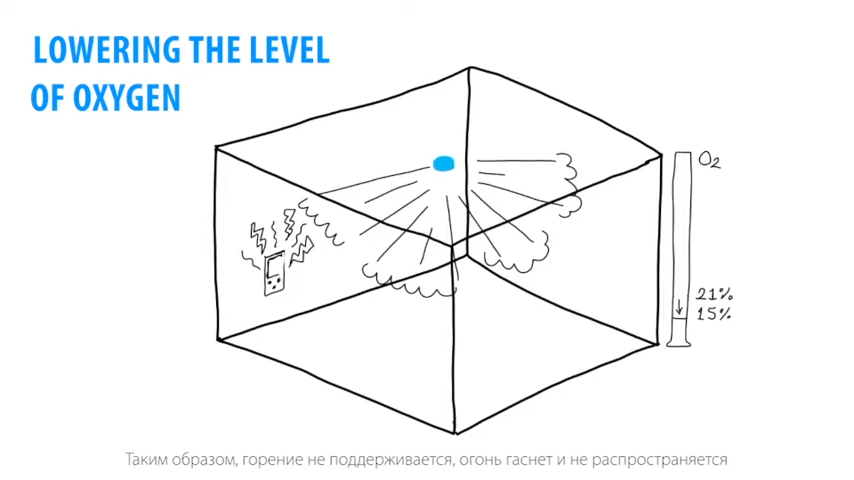 LOWERING THE LEVEL
OF OXYGEN
O2
21%
15%
Таким образом, горение не поддерживается, огонь гаснет и не распространяется